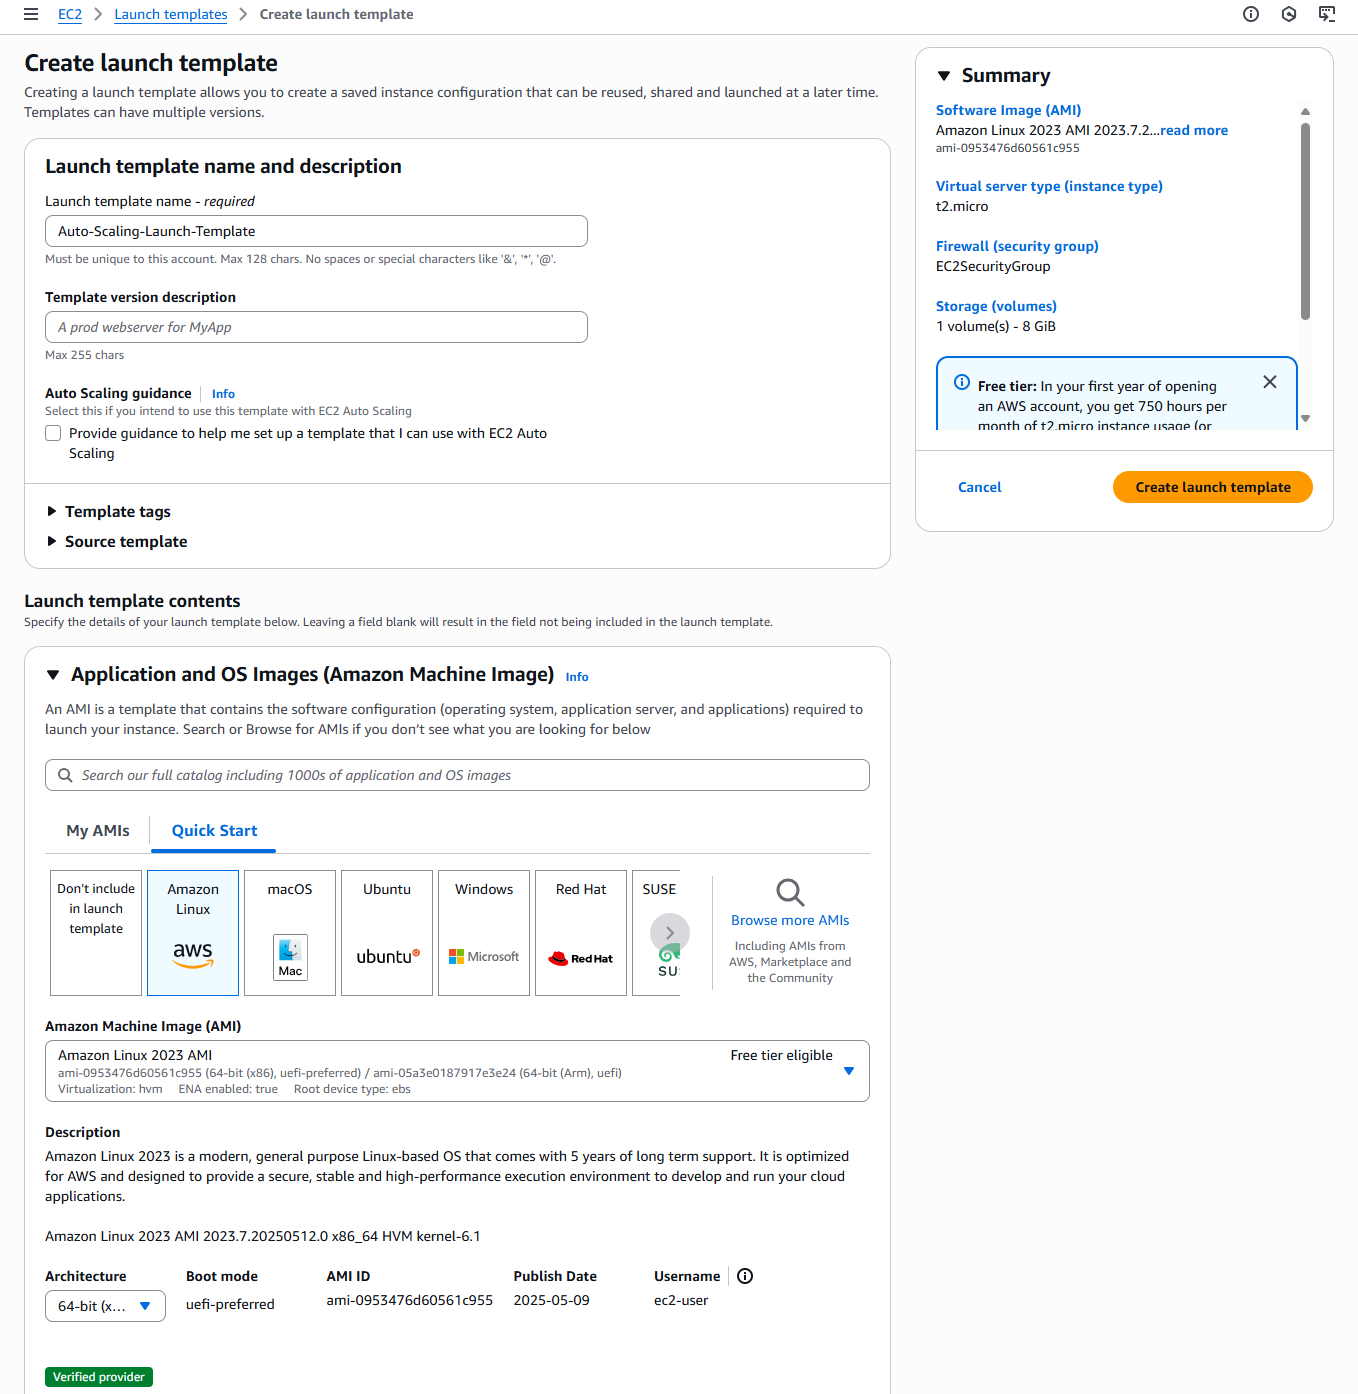 EC2 > Launch templates > Create launch template
Create launch template
Creating a launch template allows you to create a saved instance configuration that can be reused, shared and launched at a later time.
Templates can have multiple versions.
Launch template name and description
Launch template name - required
Auto-Scaling-Launch-Template
Must be unique to this account. Max 128 chars. No spaces or special characters like '&', '*', '@'.
Template version description
A prod webserver for MyApp
Max 255 chars
Auto Scaling guidance Info
Select this if you intend to use this template with EC2 Auto Scaling
Provide guidance to help me set up a template that I can use with EC2 Auto
Scaling
Template tags
Source template
Launch template contents
Specify the details of your launch template below. Leaving a field blank will result in the field not being included in the launch template.
Application and OS Images (Amazon Machine Image) Info
An AMI is a template that contains the software configuration (operating system, application server, and applications) required to
launch your instance. Search or Browse for AMIs if you don't see what you are looking for below
Search our full catalog including 1000s of application and OS images
My AMIs
Quick Start
Don't include
in launch
template
Amazon
Linux
aws
macOS
Mac
Ubuntu
ubuntu
Windows
Microsoft
Red Hat
Red Hat
SUSE
SU
Browse more AMIs
Including AMIs from
AWS, Marketplace and
the Community
Amazon Machine Image (AMI)
Amazon Linux 2023 AMI
Free tier eligible
ami-0953476d60561c955 (64-bit (x86), uefi-preferred) / ami-05a3e0187917e3e24 (64-bit (Arm), uefi)
Virtualization: hvm ENA enabled: true Root device type: ebs
Description
Amazon Linux 2023 is a modern, general purpose Linux-based OS that comes with 5 years of long term support. It is optimized
for AWS and designed to provide a secure, stable and high-performance execution environment to develop and run your cloud
applications.
Amazon Linux 2023 AMI 2023.7.20250512.0 x86_64 HVM kernel-6.1
Architecture Boot mode AMI ID Publish Date Username
64-bit (x... uefi-preferred ami-0953476d60561c955 2025-05-09 ec2-user
Verified provider
Summary
Software Image (AMI)
Amazon Linux 2023 AMI 2023.7.2...read more
ami-0953476d60561c955
Virtual server type (instance type)
t2.micro
Firewall (security group)
EC2SecurityGroup
Storage (volumes)
1 volume(s) - 8 GiB
Free tier: In your first year of opening
an AWS account, you get 750 hours per
month of t2.micro instance usage (or
Cancel
Create launch template